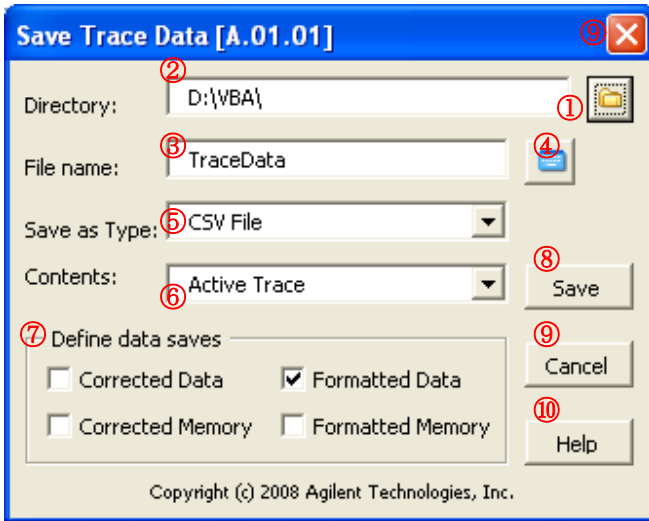 Save Trace Data [A.01.01] ⑨
②
Directory: D:\VBA\ ①
③ ④
File name: TraceData
Save as Type: ⑤ CSV File
Contents: ⑥ Active Trace
⑧
Save
⑦ Define data saves
Corrected Data Formatted Data
Corrected Memory Formatted Memory
⑨
Cancel
⑩
Help
Copyright (c) 2008 Agilent Technologies, Inc.